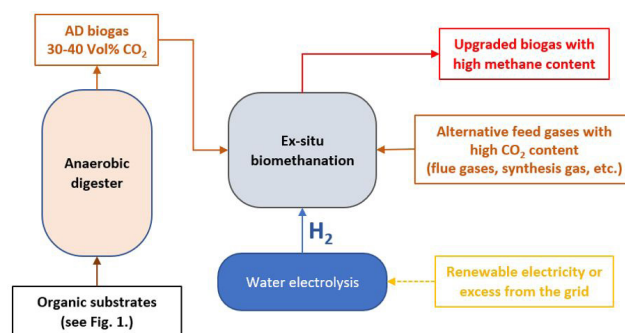 AD biogas
30-40 Vol% CO₂
Upgraded biogas with
high methane content
Anaerobic
digester
Ex-situ
biomethanation
Alternative feed gases with
high CO₂ content
(flue gases, synthesis gas, etc.)
H₂
Water electrolysis
Renewable electricity or
excess from the grid
Organic substrates
(see Fig. 1.)